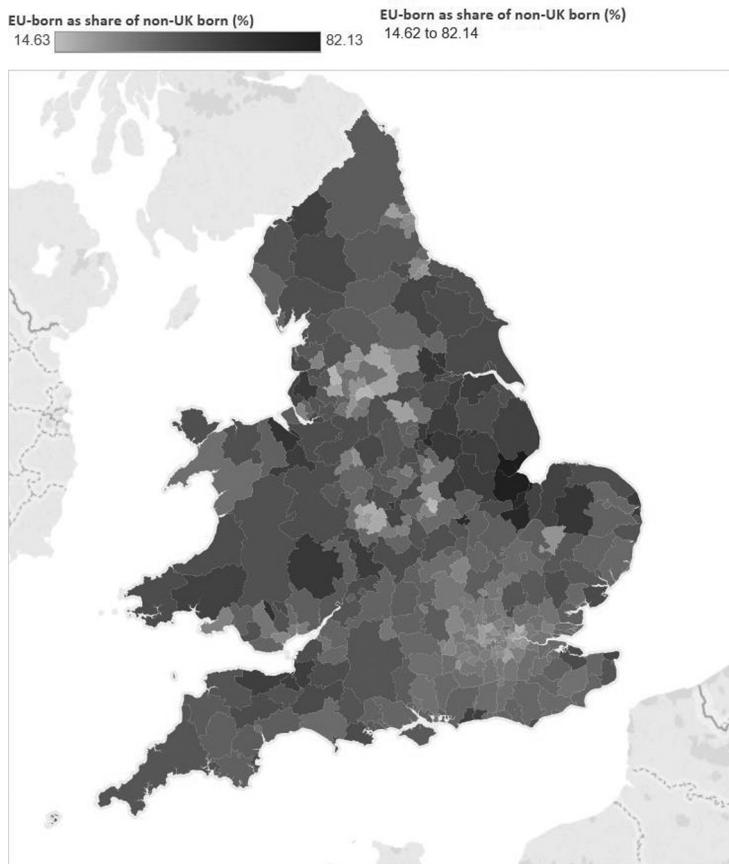 EU-born as share of non-UK born (%)
14.63
82.13
EU-born as share of non-UK born (%)
14.62 to 82.14